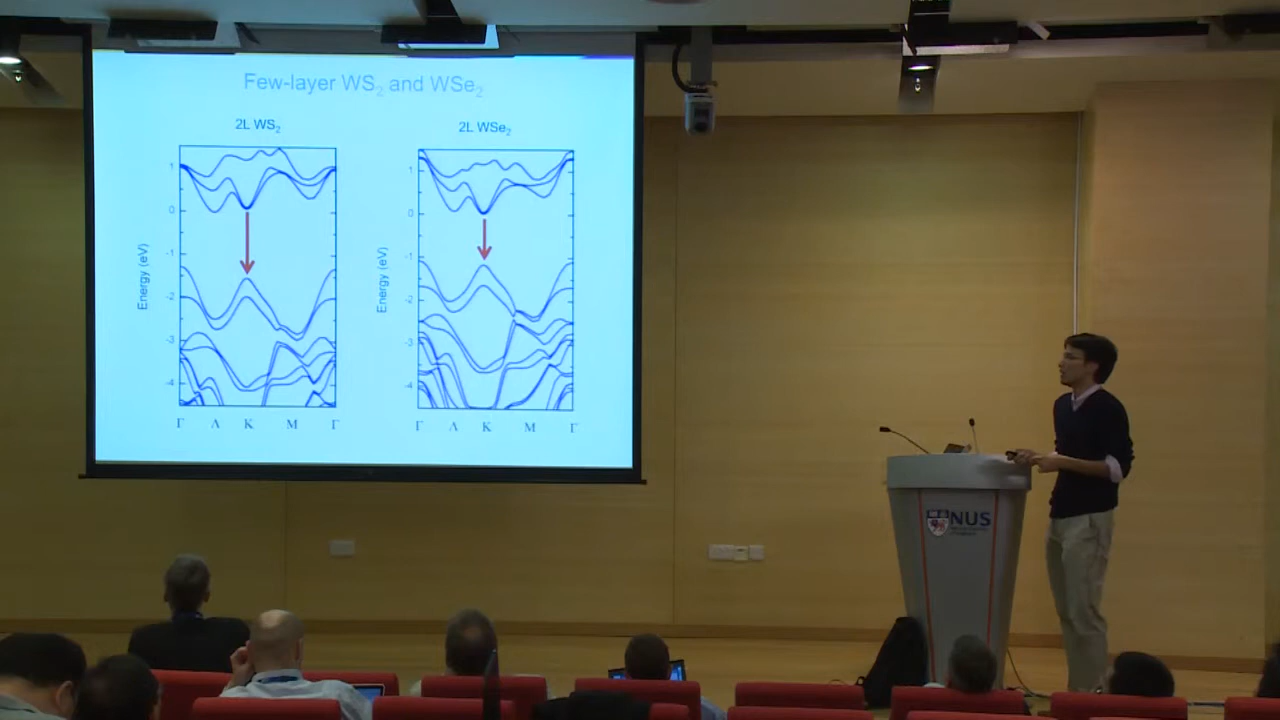 Few-layer WS₂ and WSe₂
2L WS₂
2L WSe₂
Energy (eV)
1
0
-1
-2
-3
-4
Γ Λ K M Γ
Energy (eV)
1
0
-1
-2
-3
-4
Γ Λ K M Γ
NUS